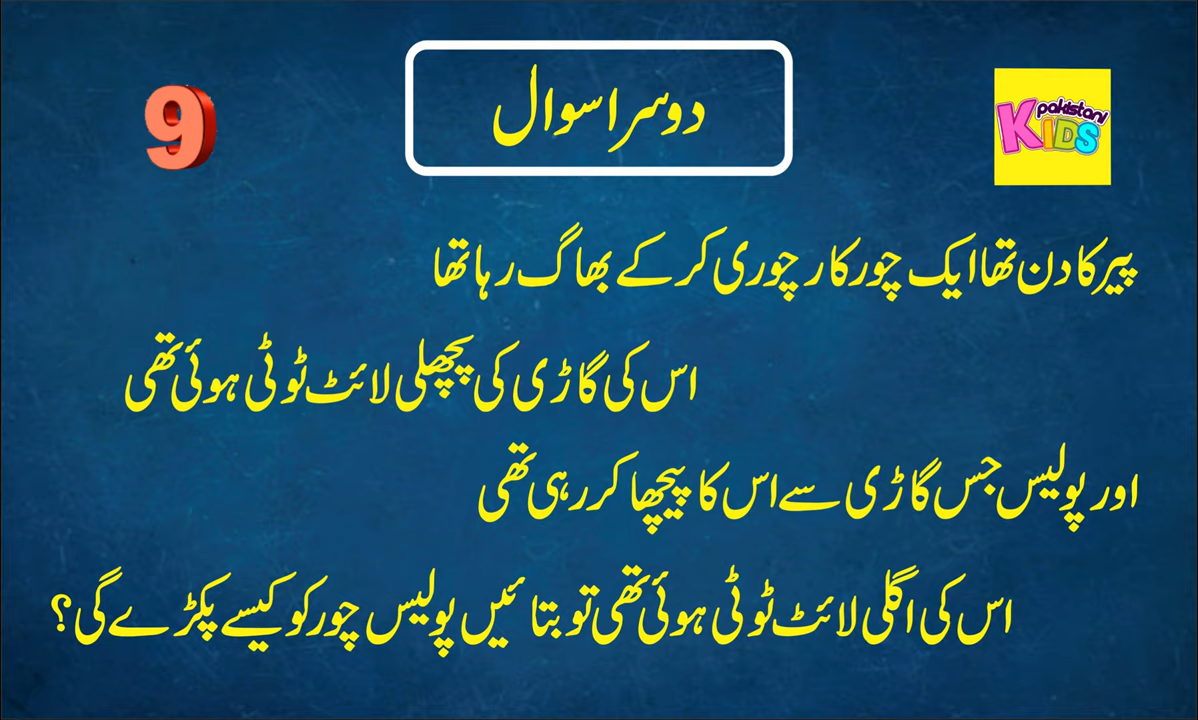 دوسرا سوال
9
pakistani
KIDS
پیر کا دن تھا ایک چور کار چوری کر کے بھاگ رہا تھا
اس کی گاڑی کی پچھلی لائٹ ٹوٹی ہوئی تھی
اور پولیس جس گاڑی سے اس کا پیچھا کر رہی تھی
اس کی اگلی لائٹ ٹوٹی ہوئی تھی تو بتائیں پولیس چور کو کیسے پکڑے گی؟